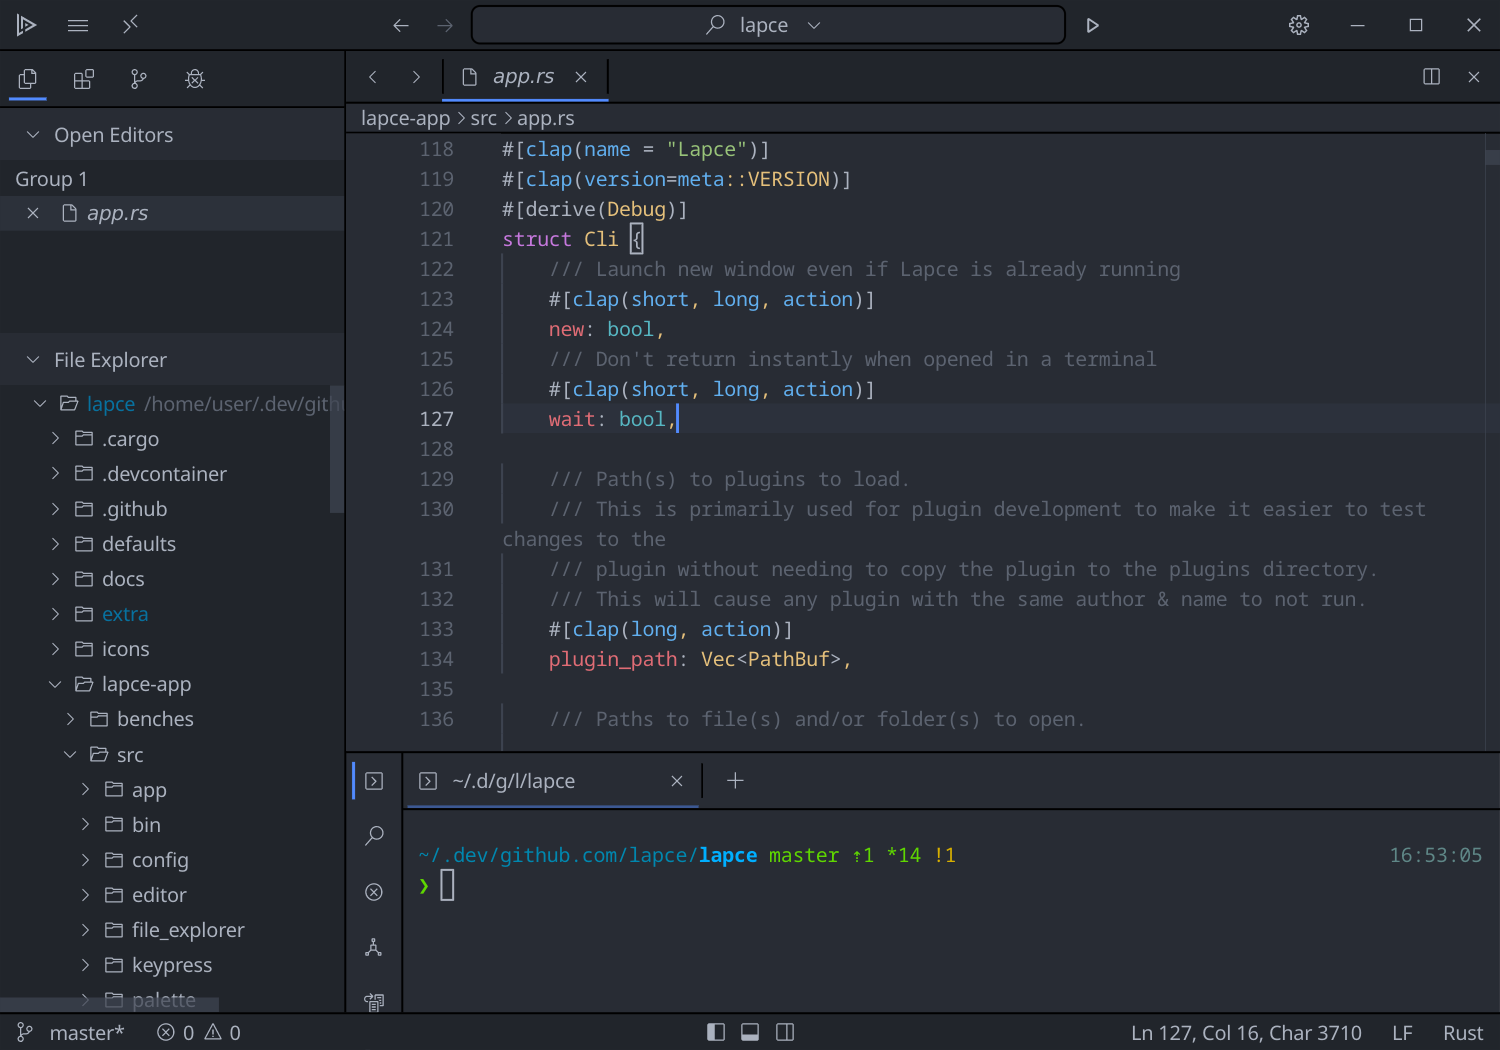 lapce
app.rs
Open Editors
Group 1
app.rs
File Explorer
lapce /home/user/.dev/gith
.cargo
.devcontainer
.github
defaults
docs
extra
icons
lapce-app
benches
src
app
bin
config
editor
file_explorer
keypress
palette
lapce-app > src > app.rs
118 #[clap(name = "Lapce")]
119 #[clap(version=meta::VERSION)]
120 #[derive(Debug)]
121 struct Cli {
122 /// Launch new window even if Lapce is already running
123 #[clap(short, long, action)]
124 new: bool,
125 /// Don't return instantly when opened in a terminal
126 #[clap(short, long, action)]
127 wait: bool,
128
129 /// Path(s) to plugins to load.
130 /// This is primarily used for plugin development to make it easier to test
changes to the
131 /// plugin without needing to copy the plugin to the plugins directory.
132 /// This will cause any plugin with the same author & name to not run.
133 #[clap(long, action)]
134 plugin_path: Vec<PathBuf>,
135
136 /// Paths to file(s) and/or folder(s) to open.
~/.d/g/l/lapce
~/.dev/github.com/lapce/lapce master ⇡1 *14 !1 16:53:05
❯
master* 0 0 Ln 127, Col 16, Char 3710 LF Rust